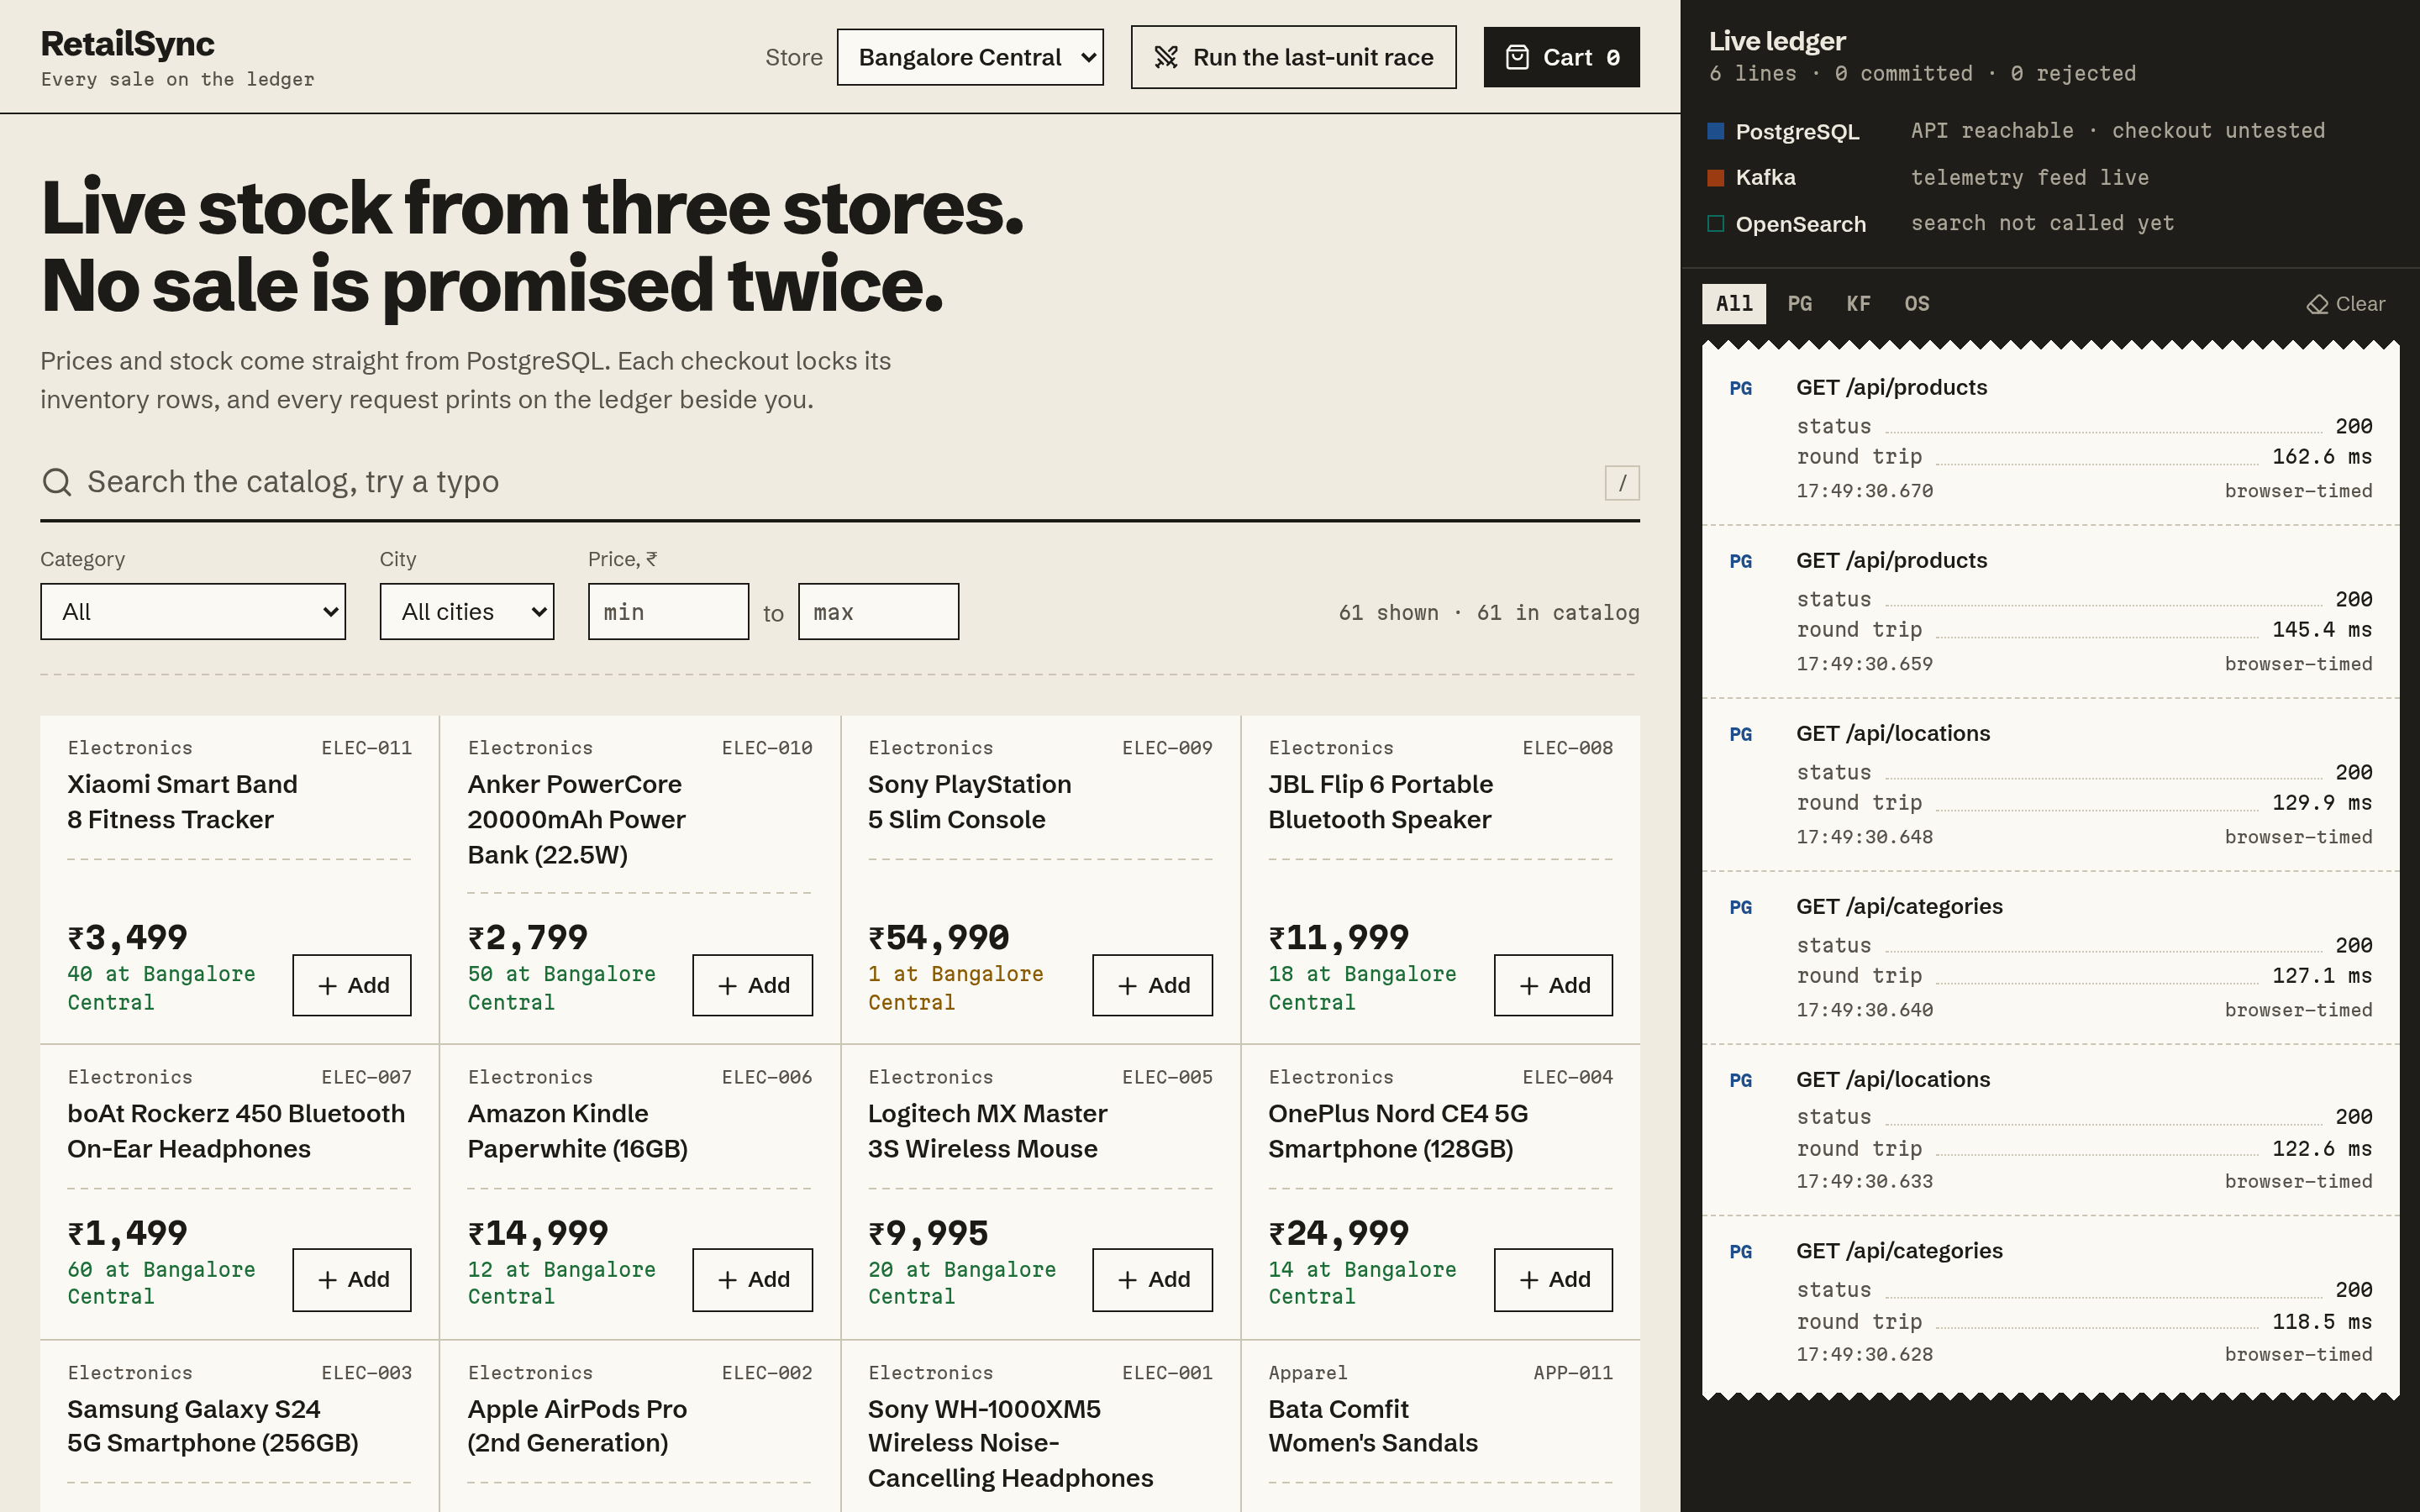 RetailSync
Every sale on the ledger
Store
Bangalore Central
Run the last-unit race
Cart 0
Live stock from three stores.
No sale is promised twice.
Prices and stock come straight from PostgreSQL. Each checkout locks its
inventory rows, and every request prints on the ledger beside you.
Search the catalog, try a typo
/
Category
City
Price, ₹
All
All cities
min
to
max
61 shown · 61 in catalog
Electronics ELEC-011
Xiaomi Smart Band
8 Fitness Tracker
₹3,499
40 at Bangalore
Central
+ Add
Electronics ELEC-010
Anker PowerCore
20000mAh Power
Bank (22.5W)
₹2,799
50 at Bangalore
Central
+ Add
Electronics ELEC-009
Sony PlayStation
5 Slim Console
₹54,990
1 at Bangalore
Central
+ Add
Electronics ELEC-008
JBL Flip 6 Portable
Bluetooth Speaker
₹11,999
18 at Bangalore
Central
+ Add
Electronics ELEC-007
boAt Rockerz 450 Bluetooth
On-Ear Headphones
₹1,499
60 at Bangalore
Central
+ Add
Electronics ELEC-006
Amazon Kindle
Paperwhite (16GB)
₹14,999
12 at Bangalore
Central
+ Add
Electronics ELEC-005
Logitech MX Master
3S Wireless Mouse
₹9,995
20 at Bangalore
Central
+ Add
Electronics ELEC-004
OnePlus Nord CE4 5G
Smartphone (128GB)
₹24,999
14 at Bangalore
Central
+ Add
Electronics ELEC-003
Samsung Galaxy S24
5G Smartphone (256GB)
Electronics ELEC-002
Apple AirPods Pro
(2nd Generation)
Electronics ELEC-001
Sony WH-1000XM5
Wireless Noise-
Cancelling Headphones
Apparel APP-011
Bata Comfit
Women's Sandals
Live ledger
6 lines · 0 committed · 0 rejected
PostgreSQL API reachable · checkout untested
Kafka telemetry feed live
OpenSearch search not called yet
All PG KF OS Clear
PG GET /api/products
status 200
round trip 162.6 ms
17:49:30.670 browser-timed
PG GET /api/products
status 200
round trip 145.4 ms
17:49:30.659 browser-timed
PG GET /api/locations
status 200
round trip 129.9 ms
17:49:30.648 browser-timed
PG GET /api/categories
status 200
round trip 127.1 ms
17:49:30.640 browser-timed
PG GET /api/locations
status 200
round trip 122.6 ms
17:49:30.633 browser-timed
PG GET /api/categories
status 200
round trip 118.5 ms
17:49:30.628 browser-timed